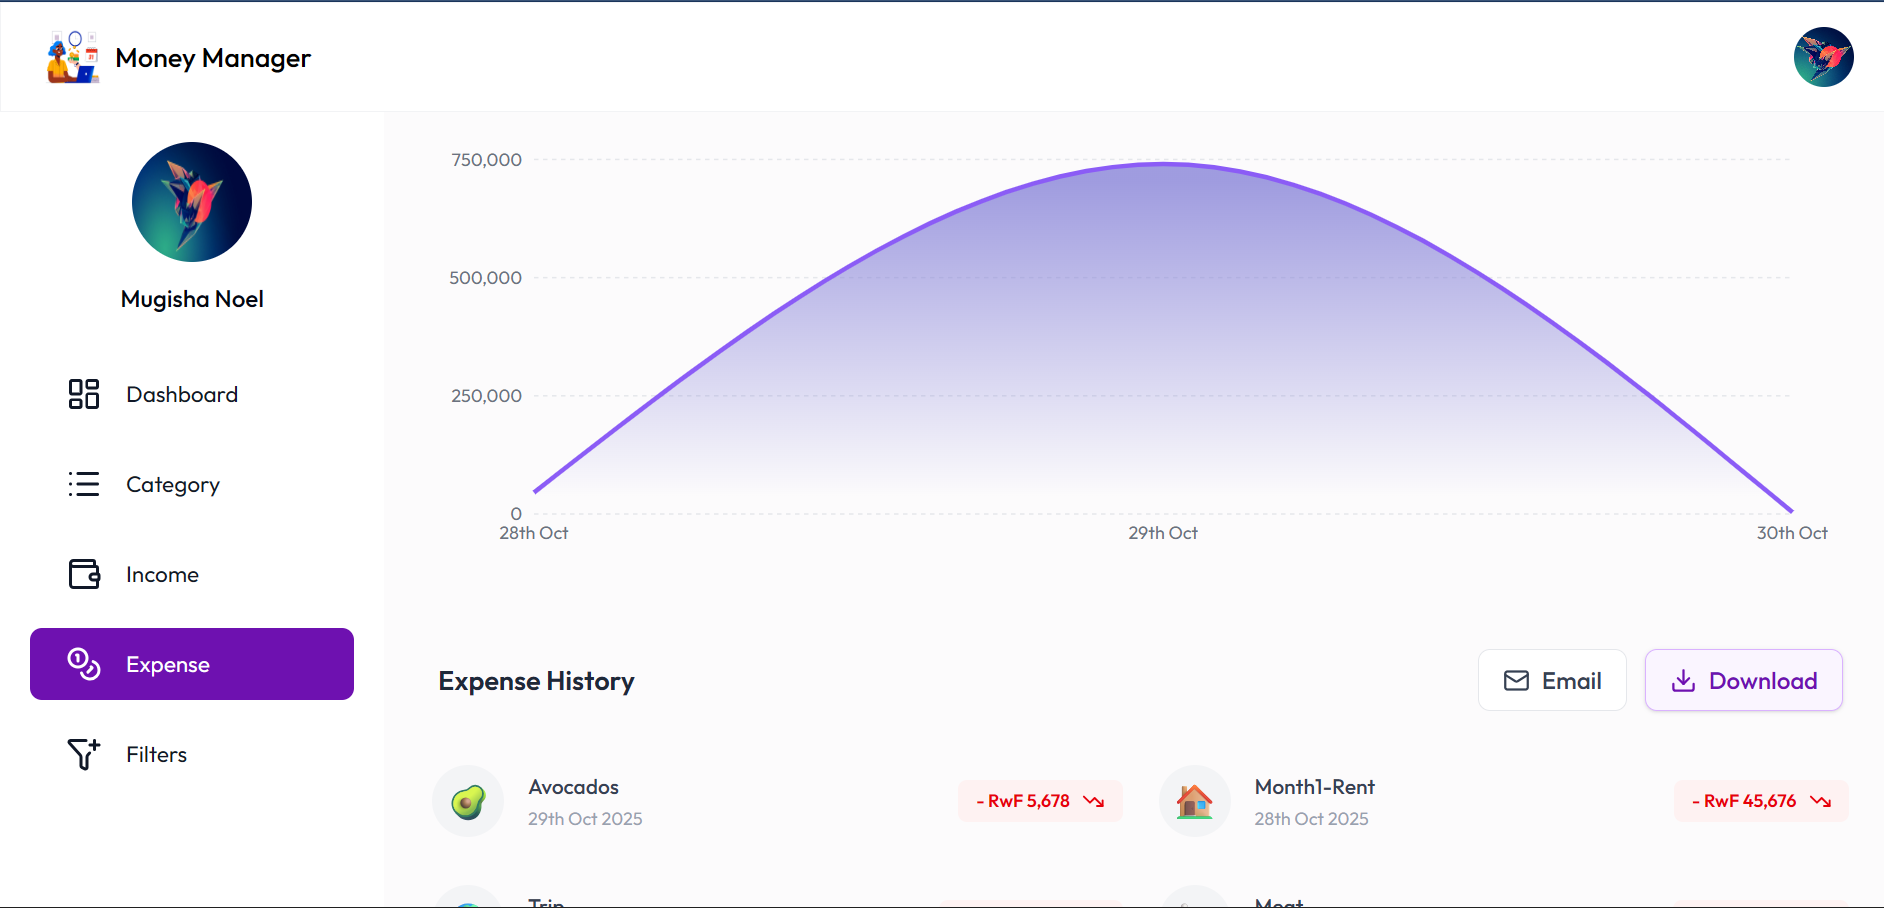 Money Manager
Mugisha Noel
Dashboard
Category
Income
Expense
Filters
750,000
500,000
250,000
0
28th Oct
29th Oct
30th Oct
Expense History
Email
Download
Avocados
29th Oct 2025
- RwF 5,678
Month1-Rent
28th Oct 2025
- RwF 45,676
Trip
Meat